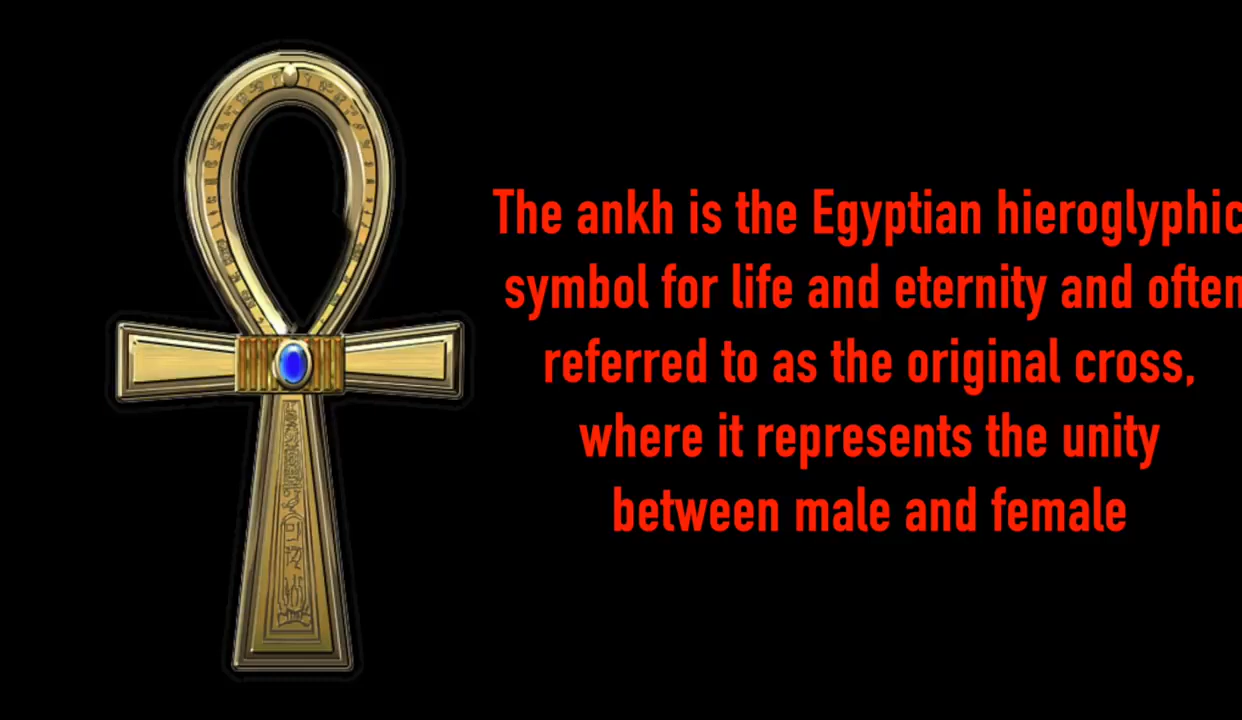 The ankh is the Egyptian hieroglyphic
symbol for life and eternity and often
referred to as the original cross,
where it represents the unity
between male and female